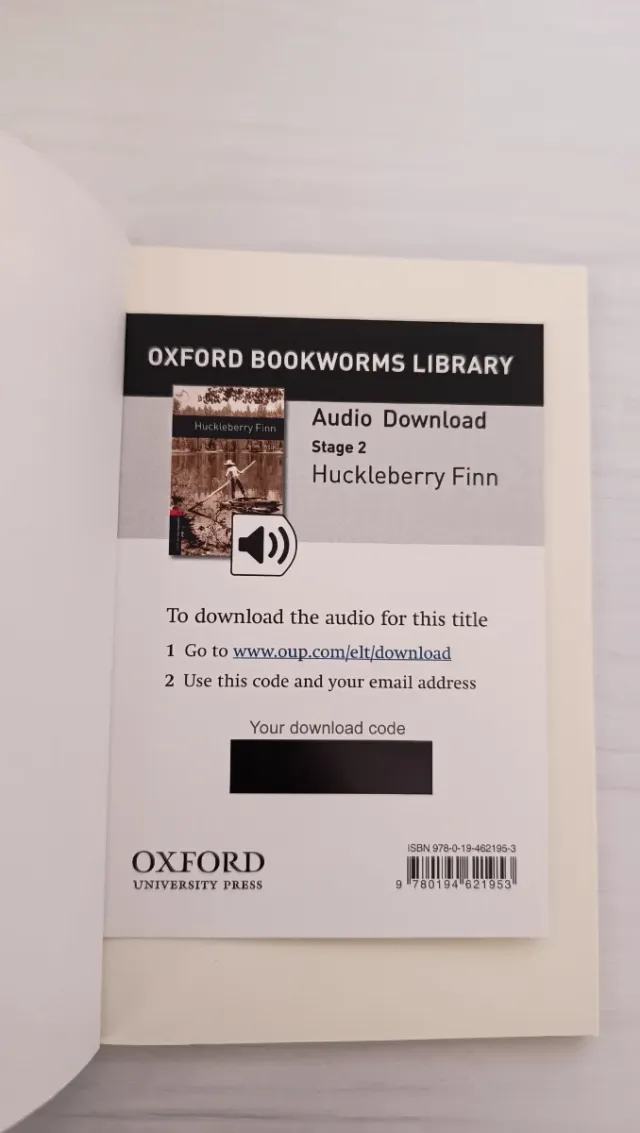 OXFORD BOOKWORMS LIBRARY
Huckleberry Finn
Audio Download
Stage 2
Huckleberry Finn
To download the audio for this title
1 Go to www.oup.com/elt/download
2 Use this code and your email address
Your download code
OXFORD
UNIVERSITY PRESS
ISBN 978-0-19-462195-3
9 780194 621953